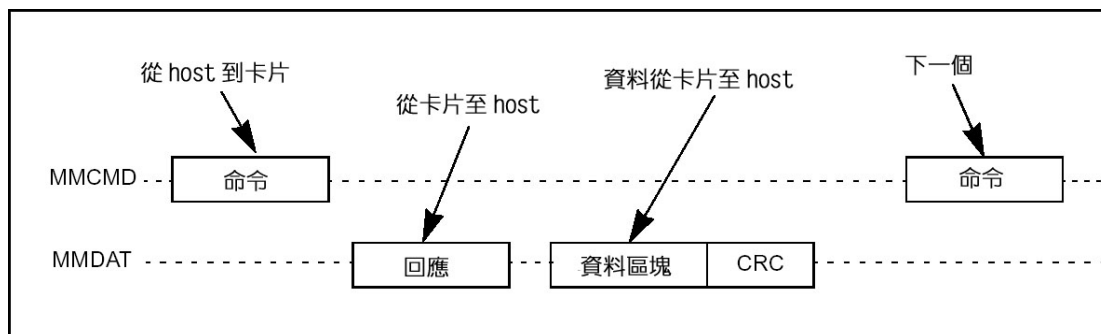 從 host 到卡片
從卡片至 host
資料從卡片至 host
下一個
MMCMD
命令
命令
MMDAT
回應
資料區塊
CRC